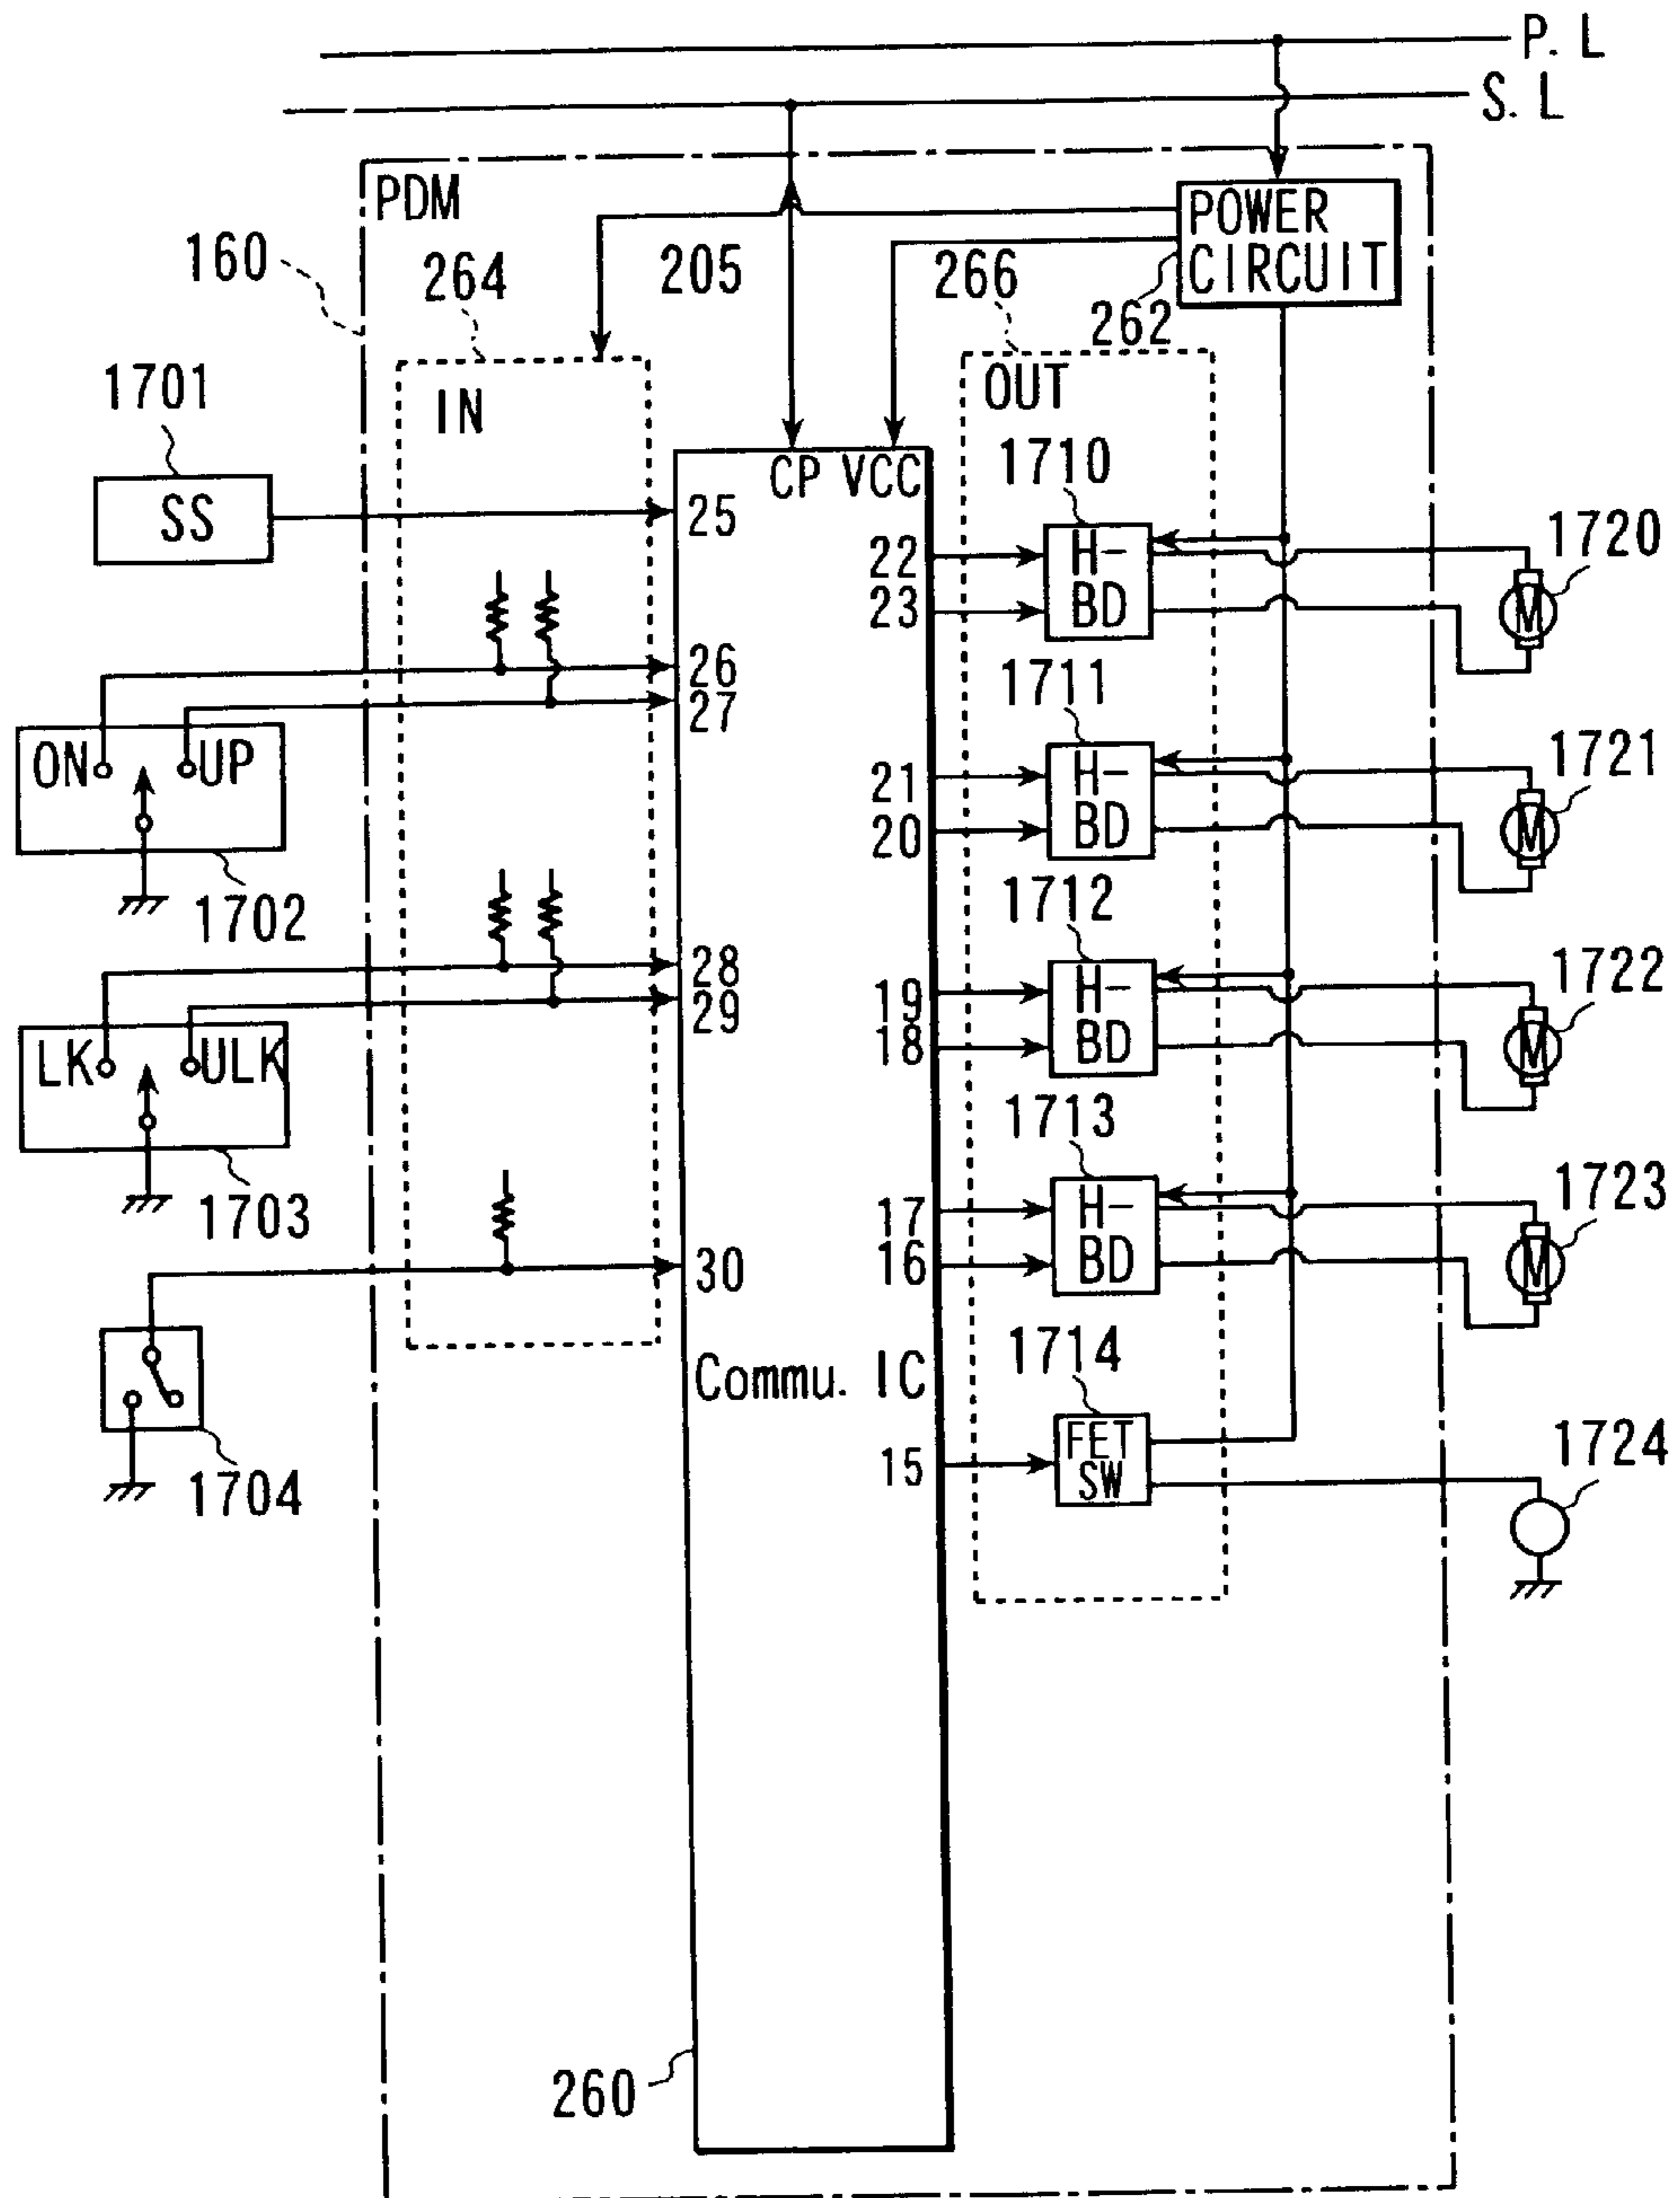 P. L
S. L
PDM
160
264
205
266
POWER
CIRCUIT
262
1701
IN
OUT
SS
CP VCC
1710
25
22
H-
BD
23
1720
26
27
1711
ON
UP
21
H-
BD
20
1721
1702
1712
28
29
19
H-
BD
18
1722
LK
ULK
1703
1713
30
17
H-
BD
16
1723
Commu. IC
1714
1704
15
FET
SW
1724
M
M
M
M
260